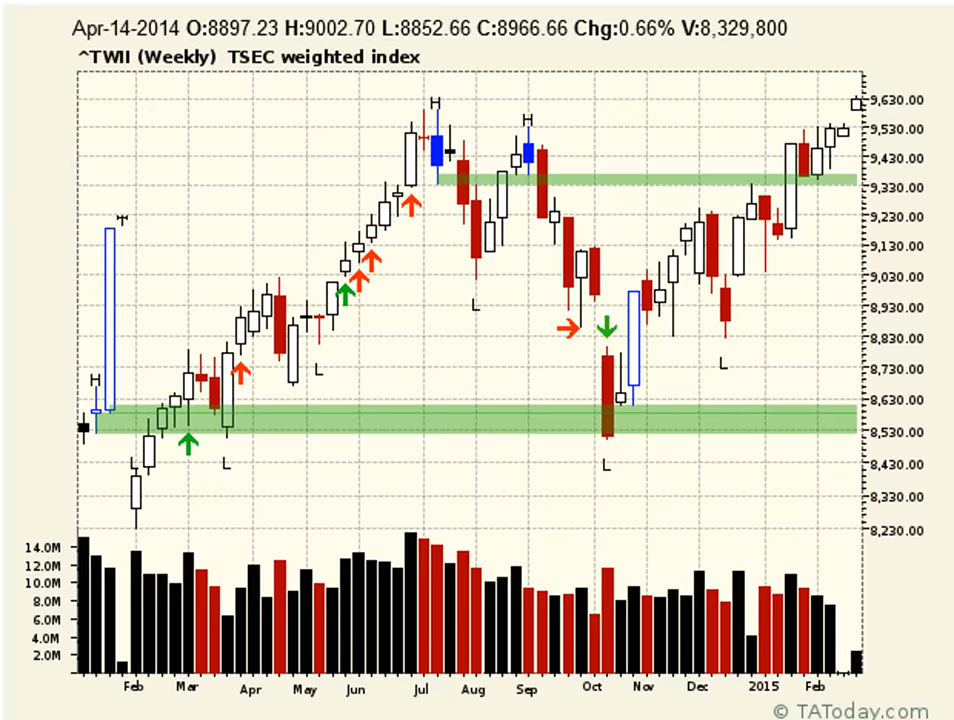 Apr-14-2014 O:8897.23 H:9002.70 L:8852.66 C:8966.66 Chg:0.66% V:8,329,800
^TWII (Weekly) TSEC weighted index
H
H
H
L
L
L
L
L
L
9,630.00
9,530.00
9,430.00
9,330.00
9,230.00
9,130.00
9,030.00
8,930.00
8,830.00
8,730.00
8,630.00
8,530.00
8,430.00
8,330.00
8,230.00
14.0M
12.0M
10.0M
8.0M
6.0M
4.0M
2.0M
Feb Mar Apr May Jun Jul Aug Sep Oct Nov Dec 2015 Feb
© TAToday.com